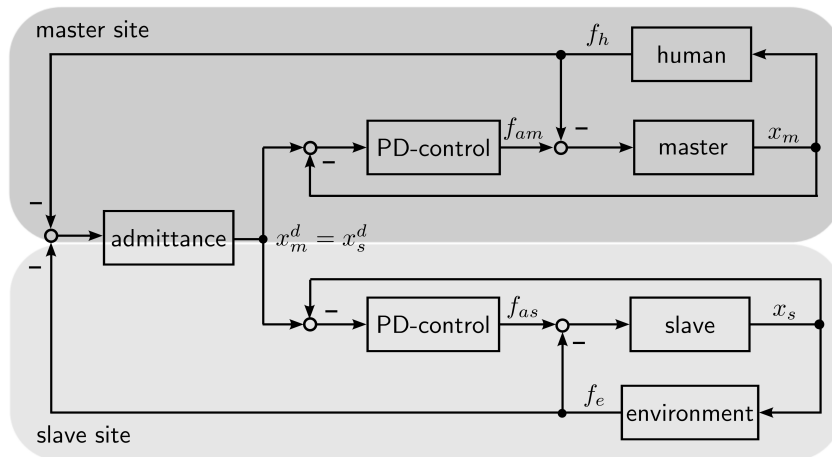 master site
f_h
human
−
f_am
−
PD-control
master
x_m
−
−
admittance
x_m^d = x_s^d
−
−
PD-control
f_as
slave
x_s
−
f_e
environment
slave site